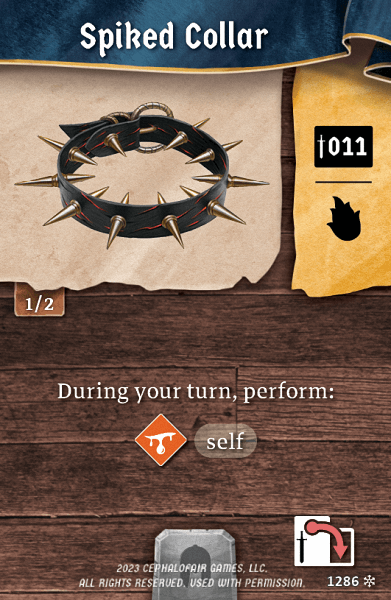 Spiked Collar
011
1/2
During your turn, perform:
self
2023 CEPHALOFAIR GAMES, LLC.
ALL RIGHTS RESERVED. USED WITH PERMISSION.
1286